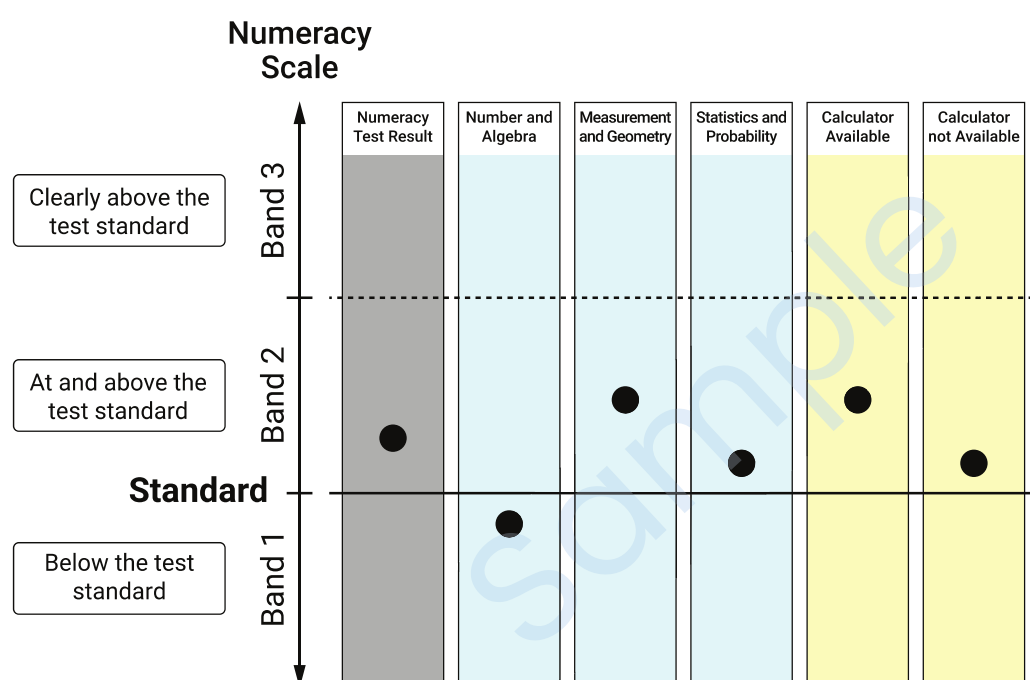 Numeracy
Scale
Numeracy
Test Result
Number and
Algebra
Measurement
and Geometry
Statistics and
Probability
Calculator
Available
Calculator
not Available
Clearly above the
test standard
Band 3
At and above the
test standard
Band 2
Standard
Below the test
standard
Band 1
Sample